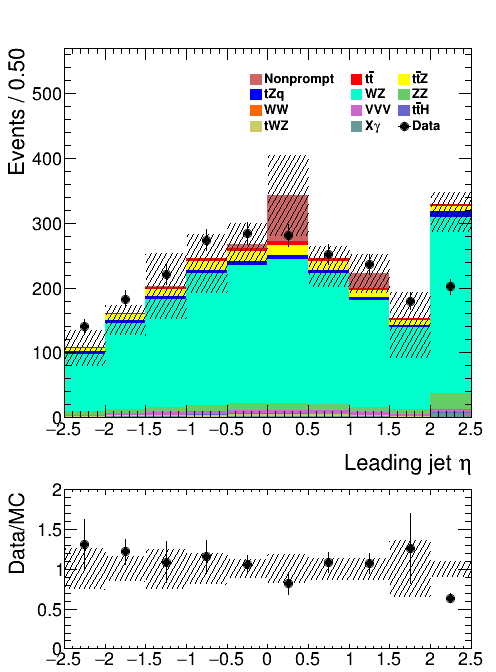 Events / 0.50
500
400
300
200
100
0
Nonprompt tt̄ tt̄Z
tZq WZ ZZ
WW VVV tt̄H
tWZ Xγ Data
−2.5 −2 −1.5 −1 −0.5 0 0.5 1 1.5 2 2.5
Leading jet η
Data/MC
2
1.5
1
0.5
0
−2.5 −2 −1.5 −1 −0.5 0 0.5 1 1.5 2 2.5